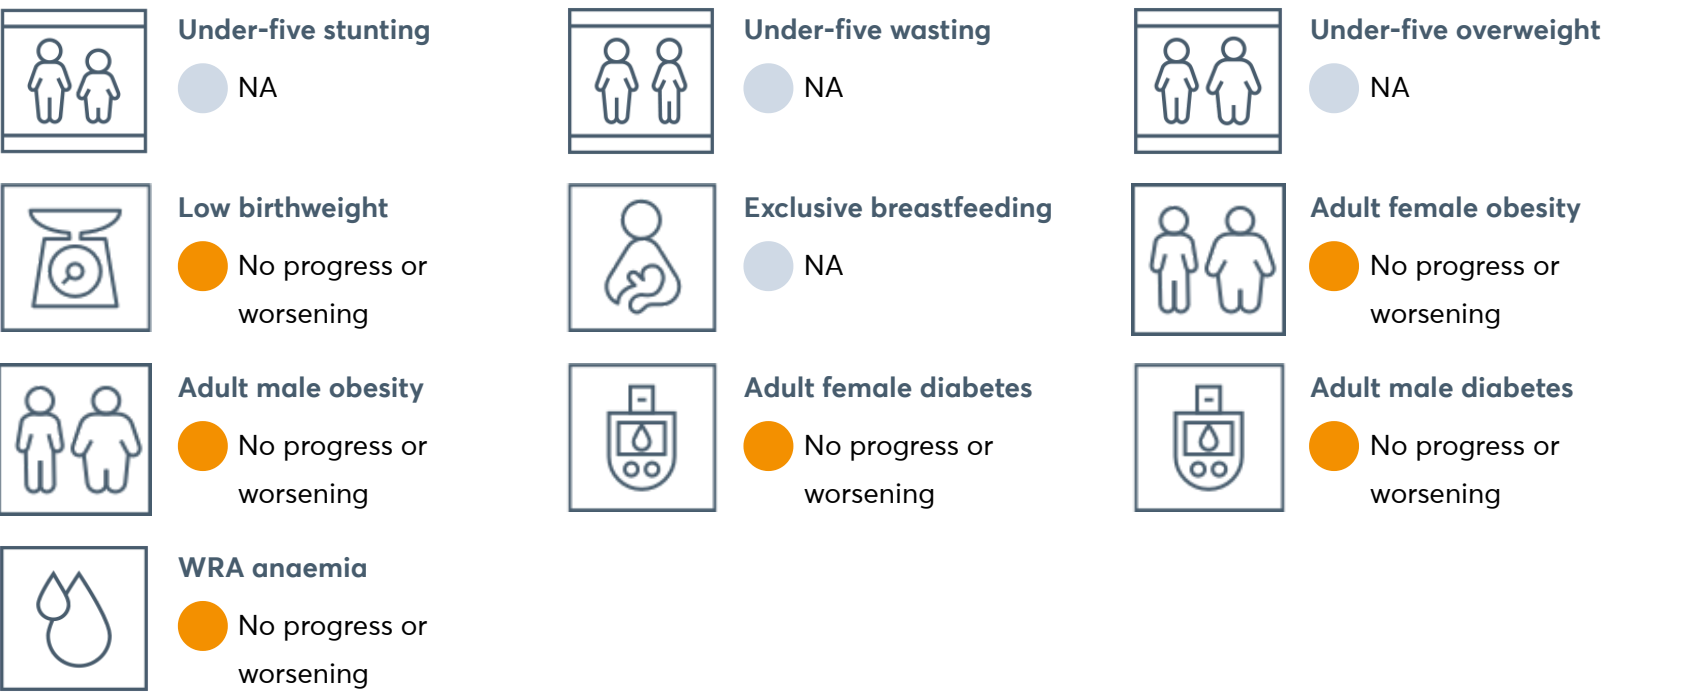 Under-five stunting
NA
Under-five wasting
NA
Under-five overweight
NA
Low birthweight
No progress or
worsening
Exclusive breastfeeding
NA
Adult female obesity
No progress or
worsening
Adult male obesity
No progress or
worsening
Adult female diabetes
No progress or
worsening
Adult male diabetes
No progress or
worsening
WRA anaemia
No progress or
worsening